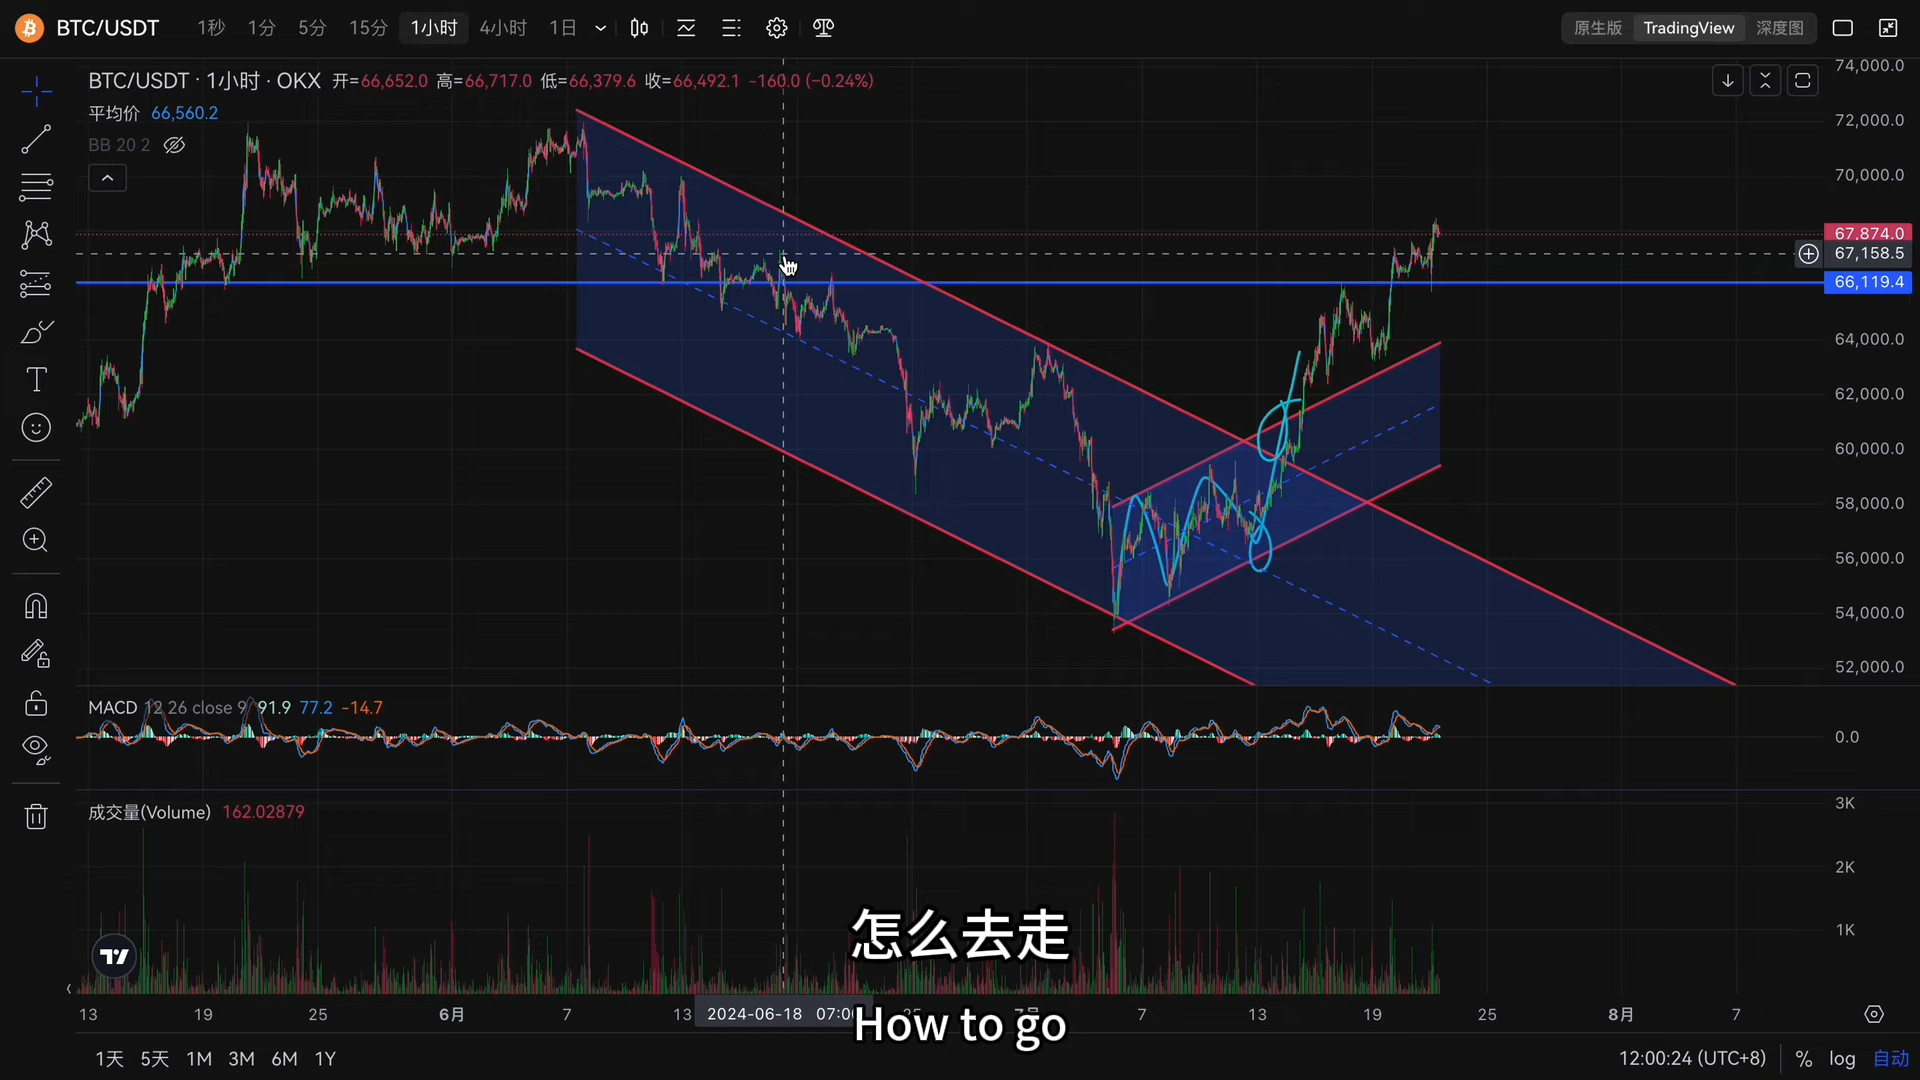 BTC/USDT 1秒 1分 5分 15分 1小时 4小时 1日 原生版 TradingView 深度图
BTC/USDT · 1小时 · OKX 开=66,652.0 高=66,717.0 低=66,379.6 收=66,492.1 −160.0 (−0.24%)
平均价 66,560.2
BB 20 2
74,000.0
72,000.0
70,000.0
67,874.0
67,158.5
66,119.4
64,000.0
62,000.0
60,000.0
58,000.0
56,000.0
54,000.0
52,000.0
MACD 12 26 close 9 91.9 77.2 −14.7
0.0
成交量(Volume) 162.02879
3K
2K
1K
怎么去走
13 19 25 6月 7 13 2024-06-18 07:00 7 13 19 25 8月 7
How to go
1天 5天 1M 3M 6M 1Y 12:00:24 (UTC+8) % log 自动